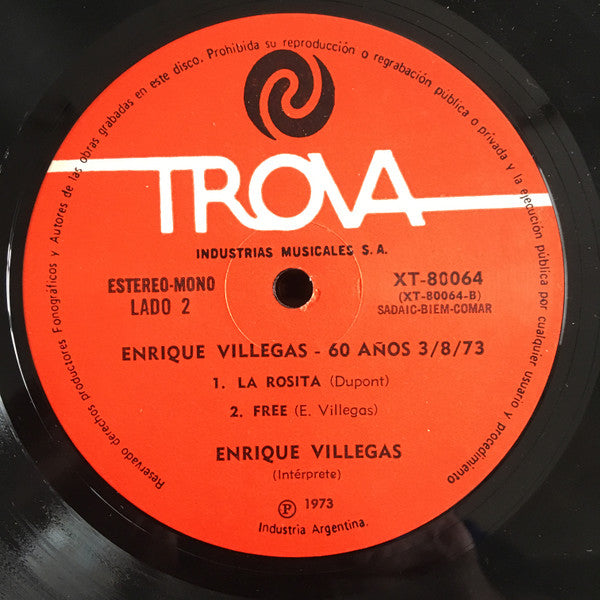 Reservado derechos productores Fonográficos y Autores de las obras grabadas en este disco. Prohibida su reproducción o regrabación pública o privada y la ejecución pública por cualquier usuario y procedimiento
TROVA
INDUSTRIAS MUSICALES S.A.
ESTEREO-MONO
LADO 2
XT-80064
(XT-80064-B)
SADAIC-BIEM-COMAR
ENRIQUE VILLEGAS - 60 AÑOS 3/8/73
1. LA ROSITA (Dupont)
2. FREE (E. Villegas)
ENRIQUE VILLEGAS
(Intérprete)
Ⓟ 1973
Industria Argentina.